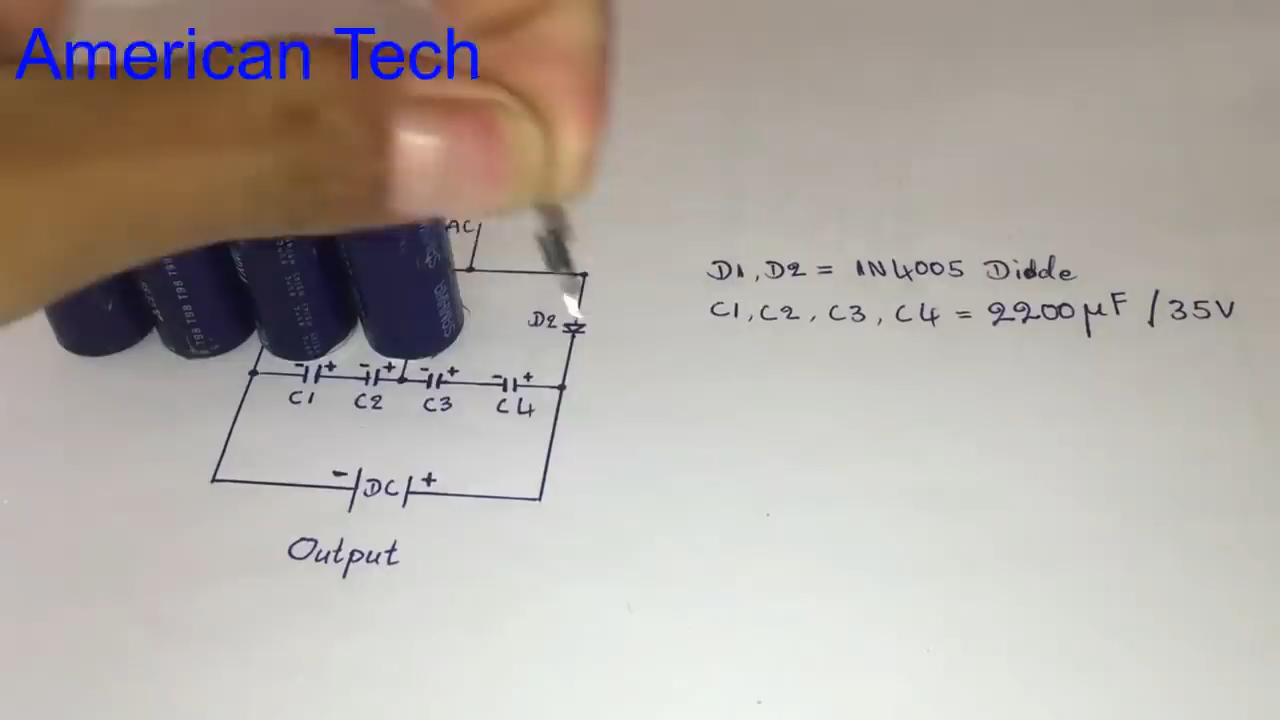 American Tech
AC
D1, D2 = 1N4005 Diode
C1, C2, C3, C4 = 2200µF / 35V
D2
- + - + - + - +
C1 C2 C3 C4
- DC +
Output